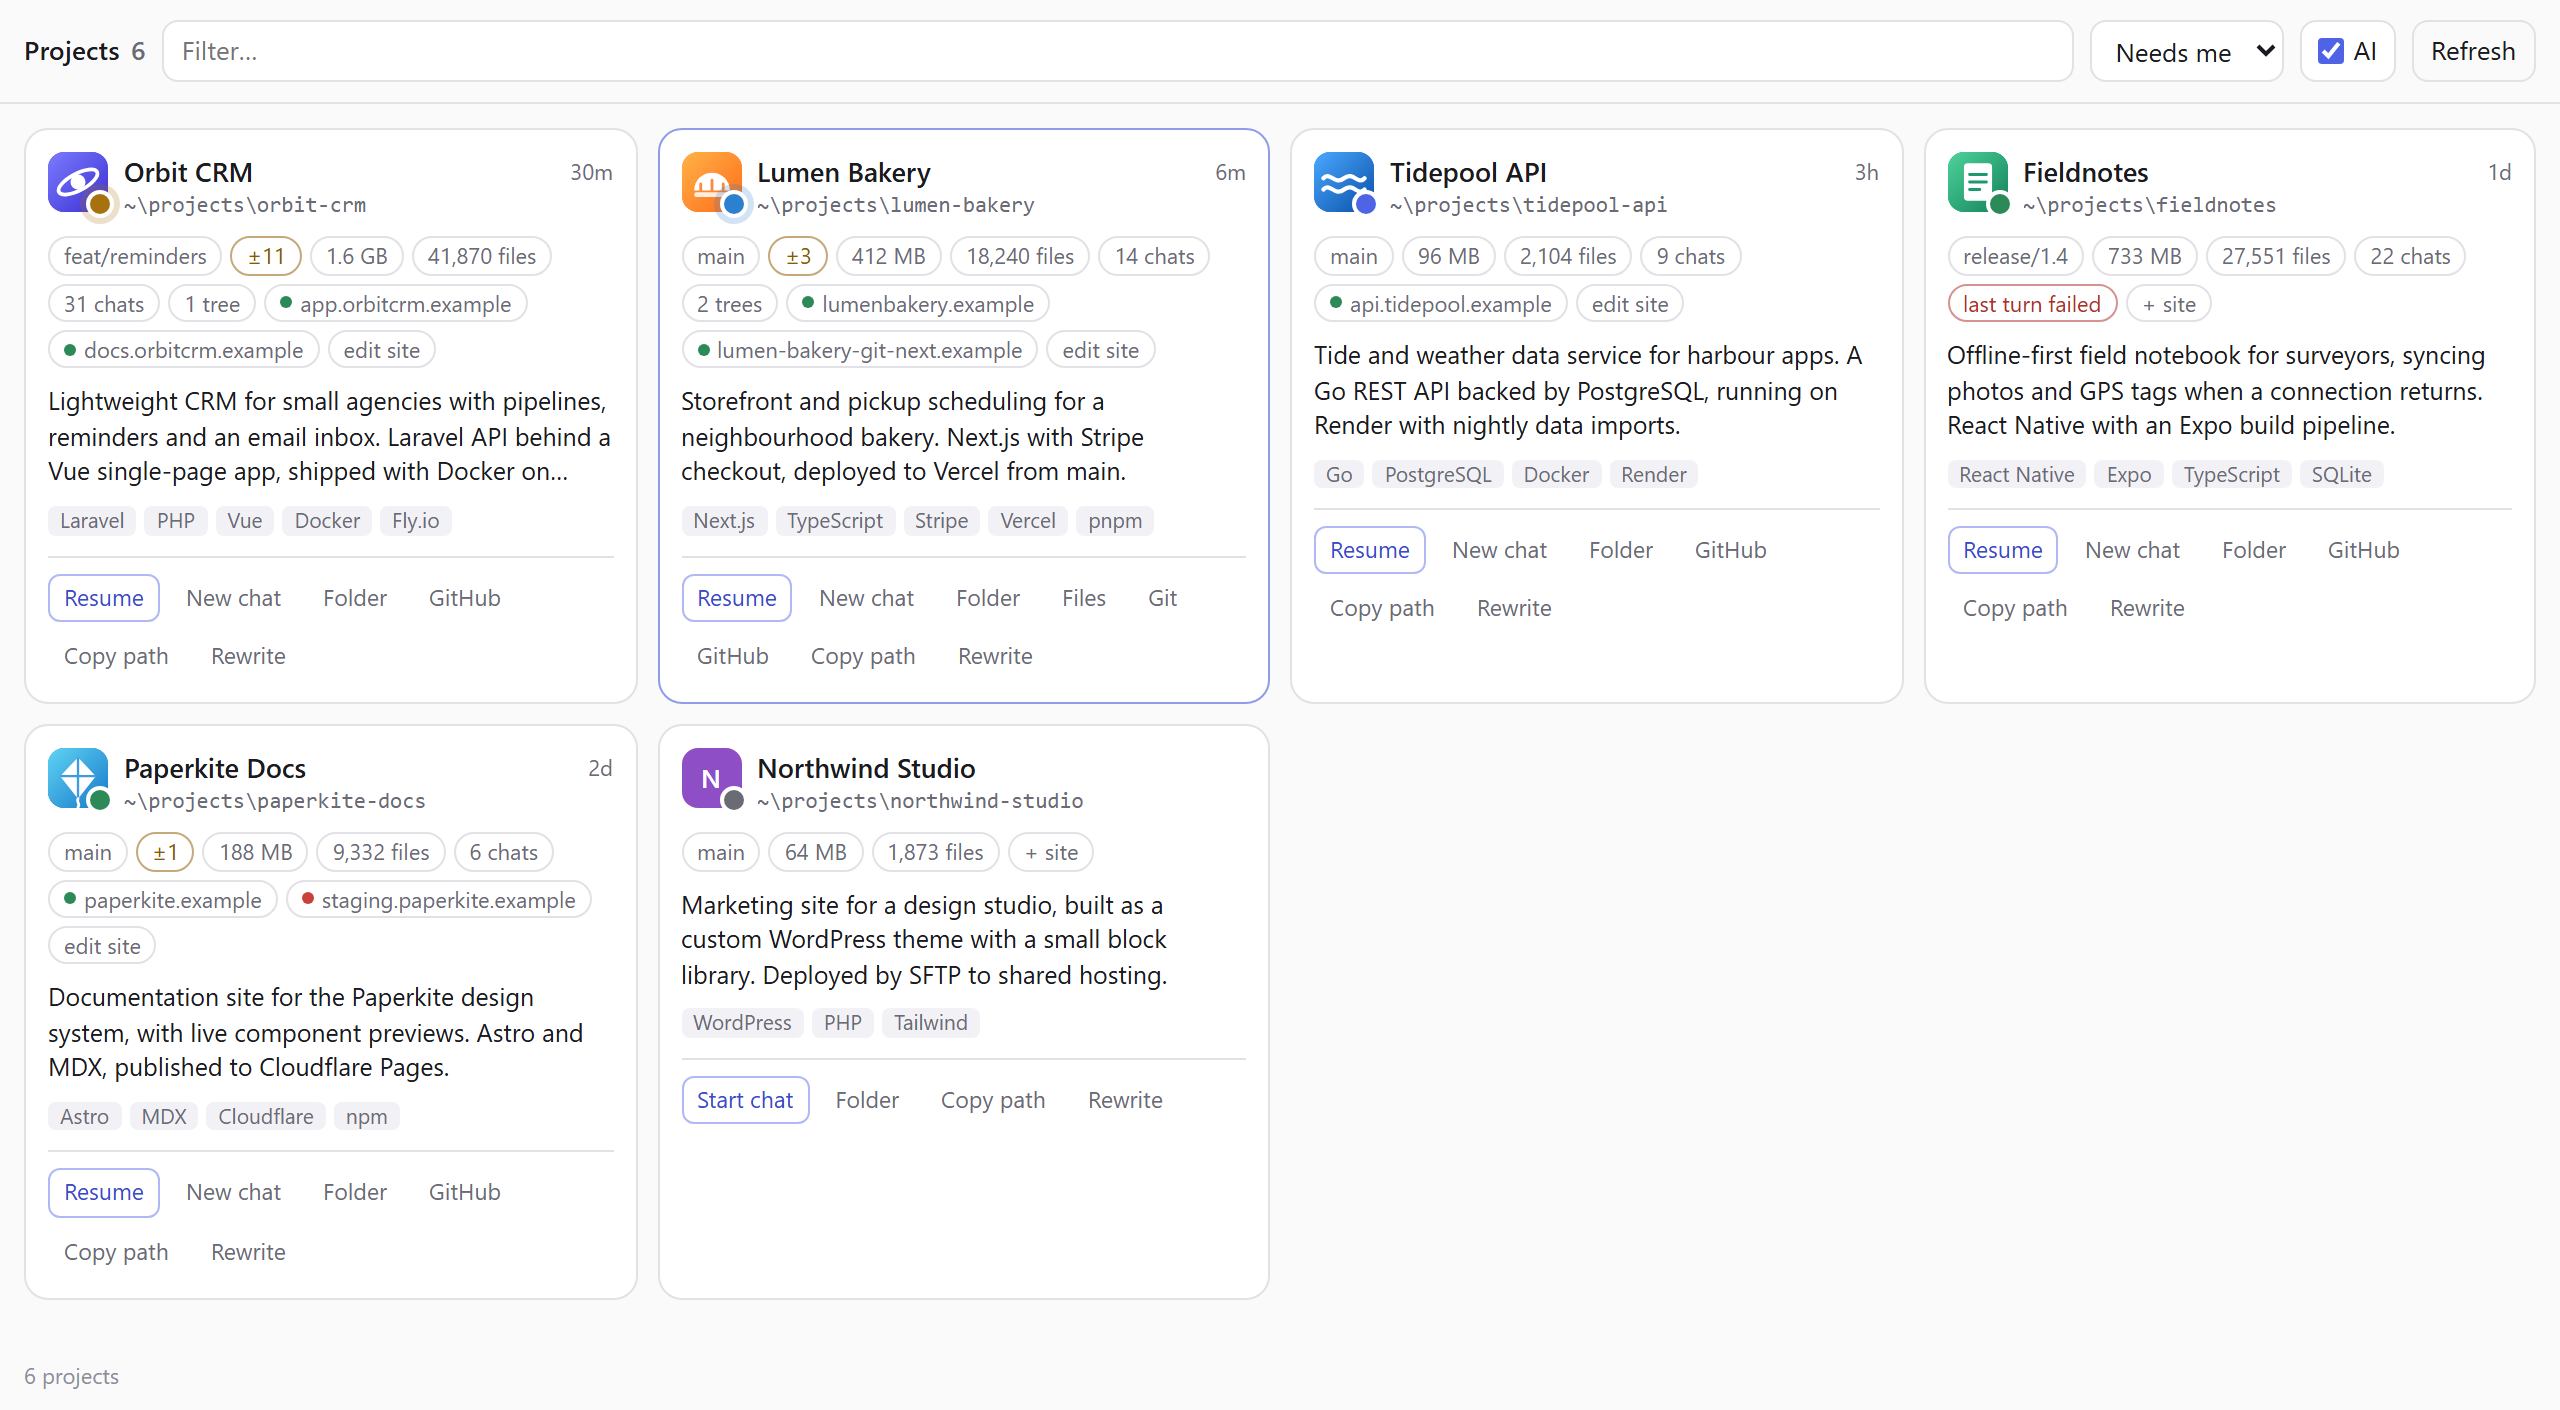 Projects 6 Filter... Needs me AI Refresh
Orbit CRM 30m
~\projects\orbit-crm
feat/reminders ±11 1.6 GB 41,870 files
31 chats 1 tree app.orbitcrm.example
docs.orbitcrm.example edit site
Lightweight CRM for small agencies with pipelines,
reminders and an email inbox. Laravel API behind a
Vue single-page app, shipped with Docker on...
Laravel PHP Vue Docker Fly.io
Resume New chat Folder GitHub
Copy path Rewrite
Lumen Bakery 6m
~\projects\lumen-bakery
main ±3 412 MB 18,240 files 14 chats
2 trees lumenbakery.example
lumen-bakery-git-next.example edit site
Storefront and pickup scheduling for a
neighbourhood bakery. Next.js with Stripe
checkout, deployed to Vercel from main.
Next.js TypeScript Stripe Vercel pnpm
Resume New chat Folder Files Git
GitHub Copy path Rewrite
Tidepool API 3h
~\projects\tidepool-api
main 96 MB 2,104 files 9 chats
api.tidepool.example edit site
Tide and weather data service for harbour apps. A
Go REST API backed by PostgreSQL, running on
Render with nightly data imports.
Go PostgreSQL Docker Render
Resume New chat Folder GitHub
Copy path Rewrite
Fieldnotes 1d
~\projects\fieldnotes
release/1.4 733 MB 27,551 files 22 chats
last turn failed + site
Offline-first field notebook for surveyors, syncing
photos and GPS tags when a connection returns.
React Native with an Expo build pipeline.
React Native Expo TypeScript SQLite
Resume New chat Folder GitHub
Copy path Rewrite
Paperkite Docs 2d
~\projects\paperkite-docs
main ±1 188 MB 9,332 files 6 chats
paperkite.example staging.paperkite.example
edit site
Documentation site for the Paperkite design
system, with live component previews. Astro and
MDX, published to Cloudflare Pages.
Astro MDX Cloudflare npm
Resume New chat Folder GitHub
Copy path Rewrite
N Northwind Studio
~\projects\northwind-studio
main 64 MB 1,873 files + site
Marketing site for a design studio, built as a
custom WordPress theme with a small block
library. Deployed by SFTP to shared hosting.
WordPress PHP Tailwind
Start chat Folder Copy path Rewrite
6 projects